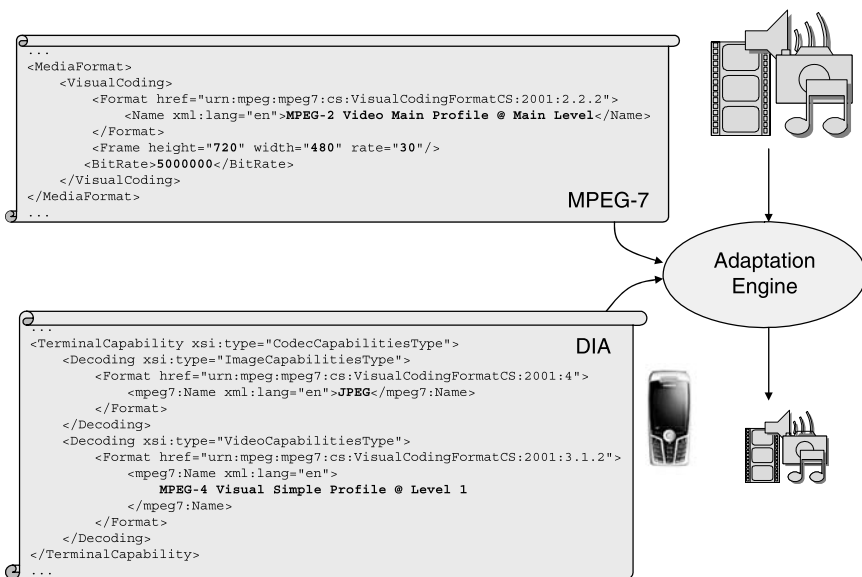 ...
<MediaFormat>
<VisualCoding>
<Format href="urn:mpeg:mpeg7:cs:VisualCodingFormatCS:2001:2.2.2">
<Name xml:lang="en">MPEG-2 Video Main Profile @ Main Level</Name>
</Format>
<Frame height="720" width="480" rate="30"/>
<BitRate>5000000</BitRate>
</VisualCoding>
</MediaFormat>
...
MPEG-7
Adaptation
Engine
...
<TerminalCapability xsi:type="CodecCapabilitiesType">
DIA
<Decoding xsi:type="ImageCapabilitiesType">
<Format href="urn:mpeg:mpeg7:cs:VisualCodingFormatCS:2001:4">
<mpeg7:Name xml:lang="en">JPEG</mpeg7:Name>
</Format>
</Decoding>
<Decoding xsi:type="VideoCapabilitiesType">
<Format href="urn:mpeg:mpeg7:cs:VisualCodingFormatCS:2001:3.1.2">
<mpeg7:Name xml:lang="en">
MPEG-4 Visual Simple Profile @ Level 1
</mpeg7:Name>
</Format>
</Decoding>
</TerminalCapability>
...